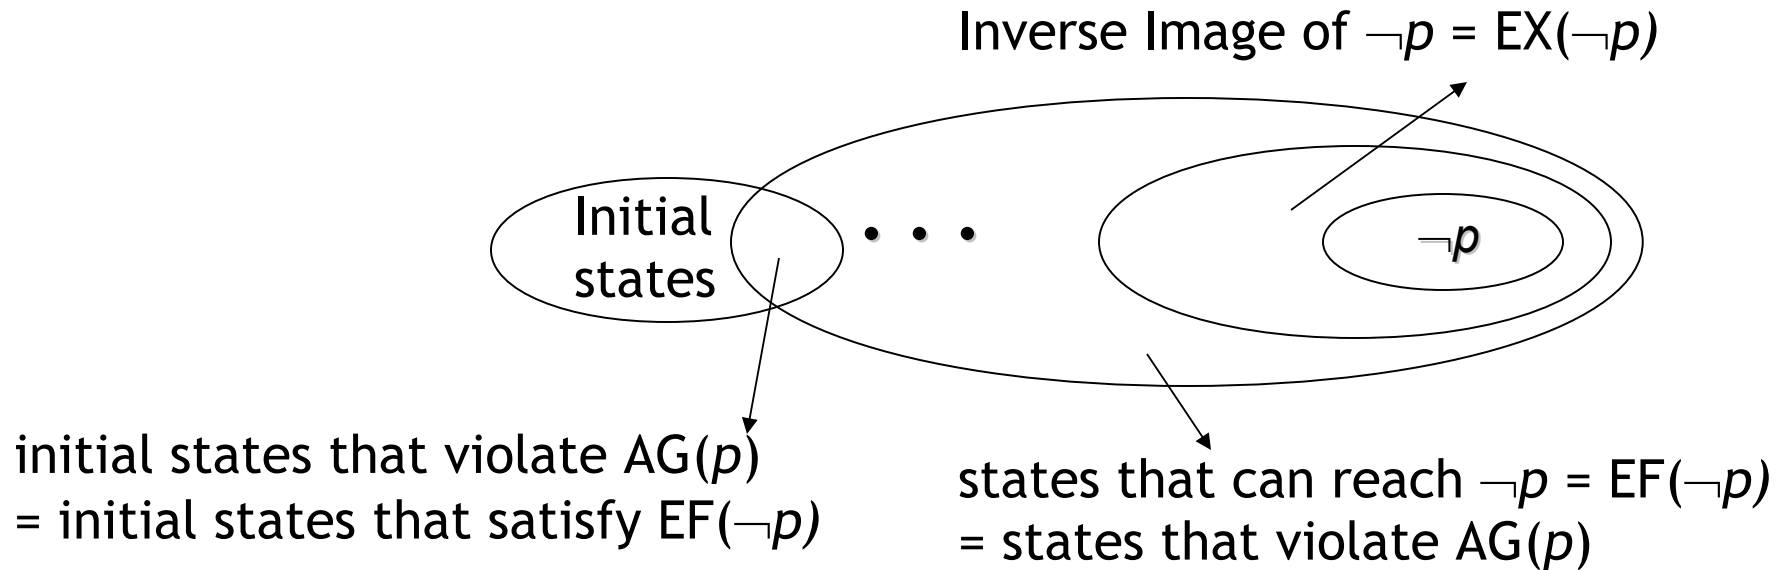 Inverse Image of ¬p = EX(¬p)
Initial
states
• • •
¬p
initial states that violate AG(p)
= initial states that satisfy EF(¬p)
states that can reach ¬p = EF(¬p)
= states that violate AG(p)